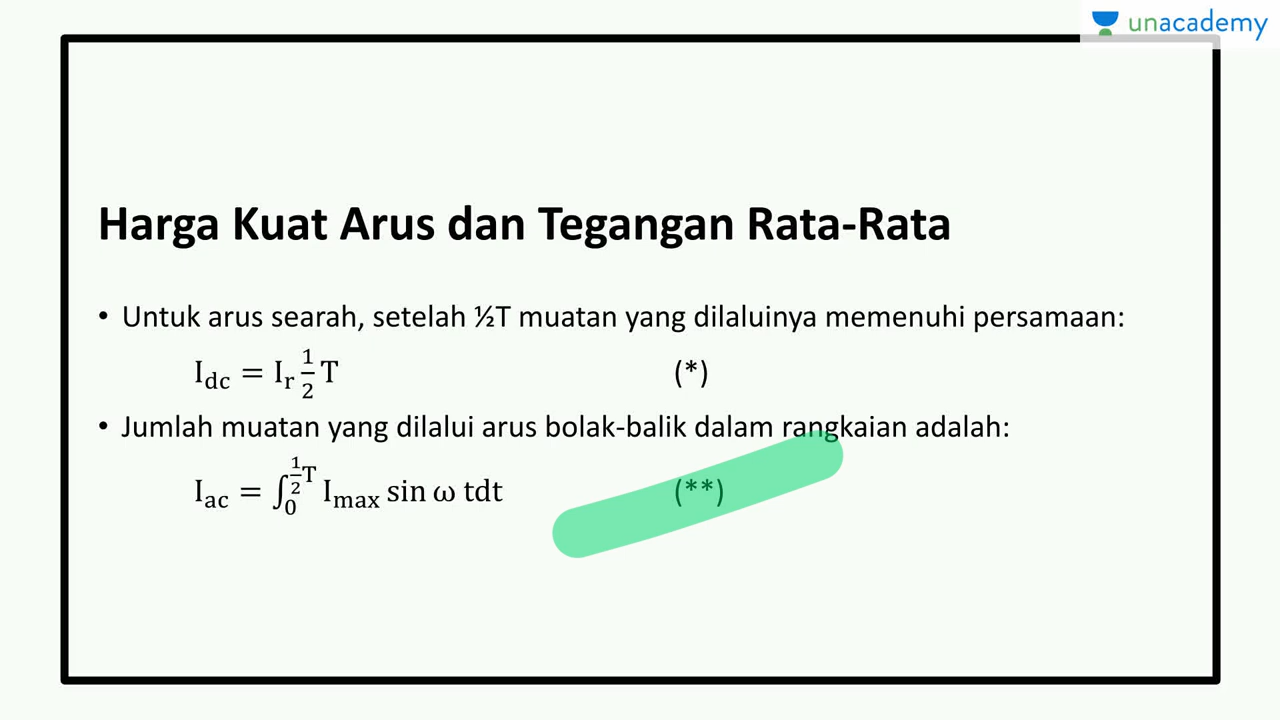 unacademy
Harga Kuat Arus dan Tegangan Rata-Rata
• Untuk arus searah, setelah ½T muatan yang dilaluinya memenuhi persamaan:
I_dc = I_r 1/2 T (*)
• Jumlah muatan yang dilalui arus bolak-balik dalam rangkaian adalah:
I_ac = ∫_0^{1/2 T} I_max sin ω tdt (**)